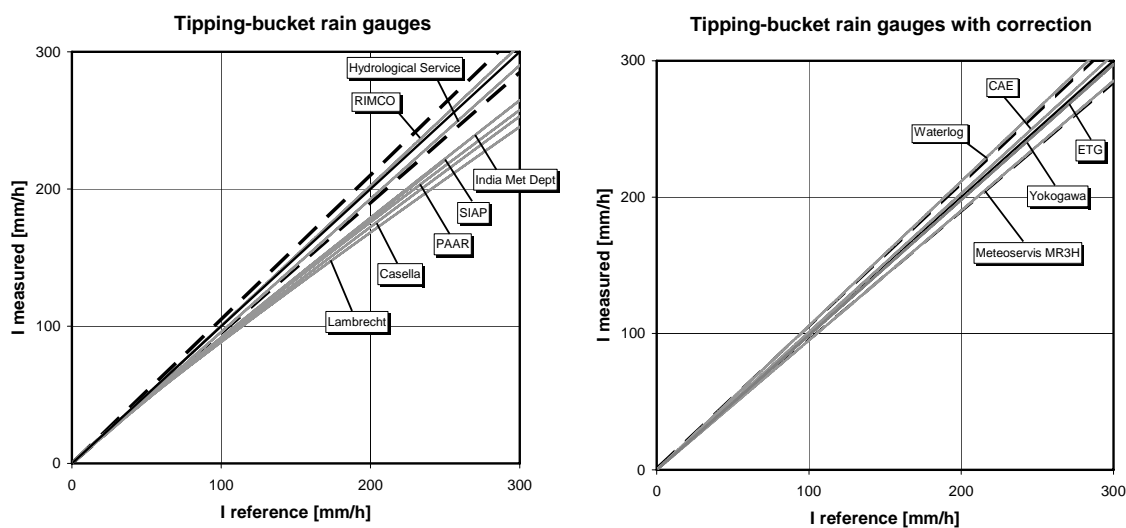 Tipping-bucket rain gauges
300
200
100
0
0
100
200
300
I measured [mm/h]
I reference [mm/h]
Hydrological Service
RIMCO
India Met Dept
SIAP
PAAR
Casella
Lambrecht
Tipping-bucket rain gauges with correction
300
200
100
0
0
100
200
300
I measured [mm/h]
I reference [mm/h]
CAE
Waterlog
ETG
Yokogawa
Meteoservis MR3H